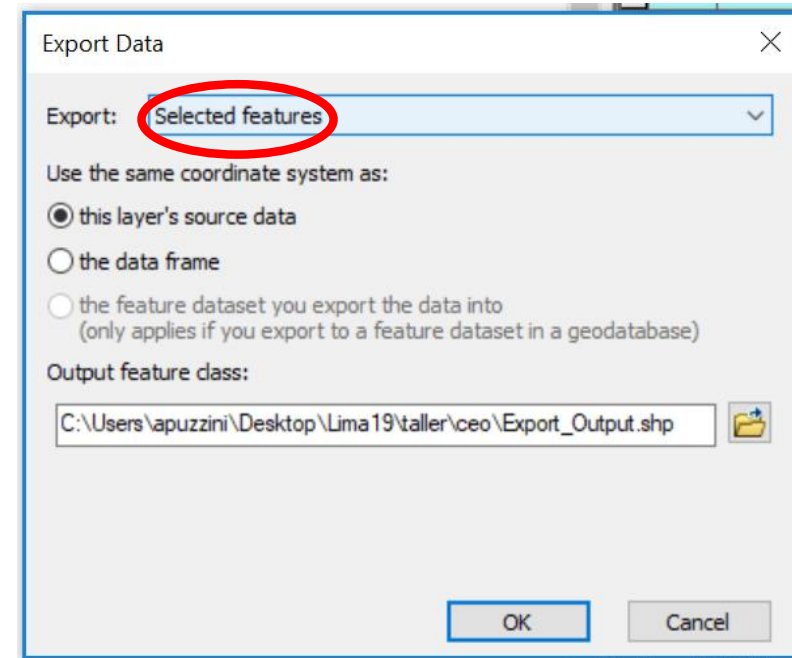 Export Data
Export: Selected features
Use the same coordinate system as:
this layer's source data
the data frame
the feature dataset you export the data into
(only applies if you export to a feature dataset in a geodatabase)
Output feature class:
C:\Users\apuzzini\Desktop\Lima19\taller\ceo\Export_Output.shp
OK Cancel